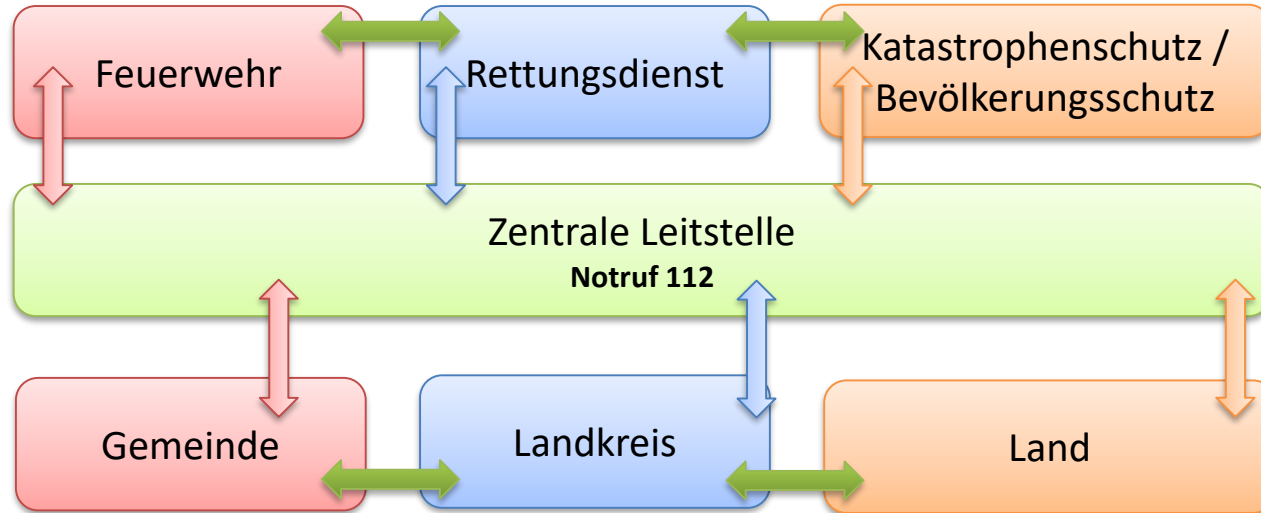 Feuerwehr
Rettungsdienst
Katastrophenschutz /
Bevölkerungsschutz
Zentrale Leitstelle
Notruf 112
Gemeinde
Landkreis
Land